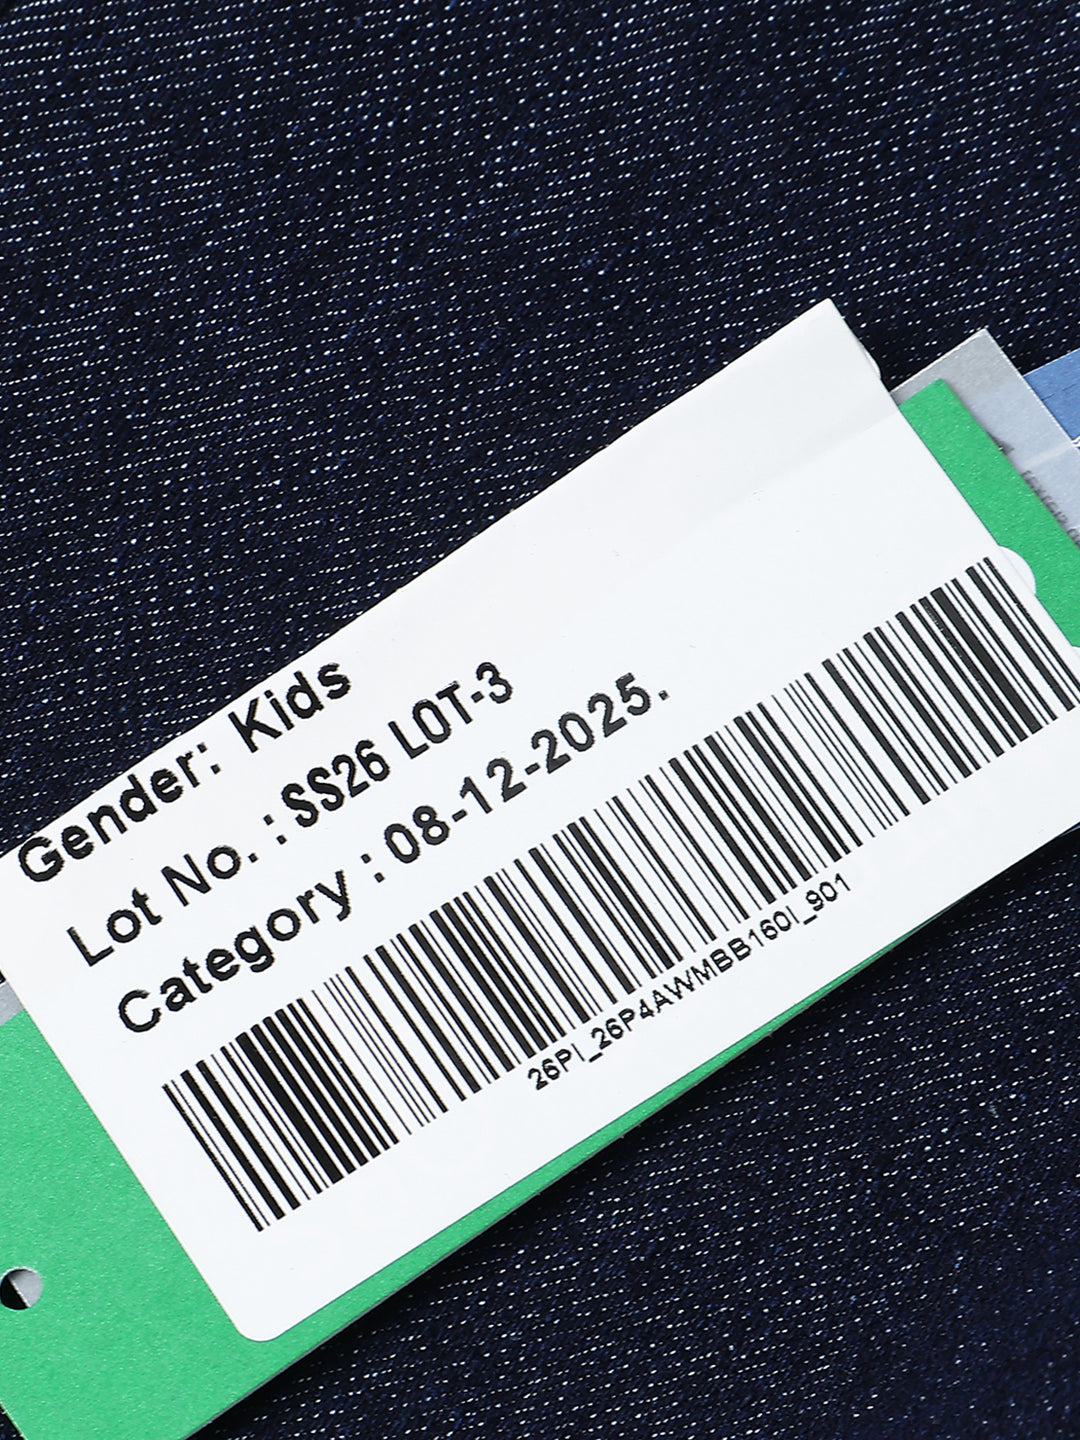 Gender: Kids
Lot No. : SS26 LOT-3
Category : 08-12-2025.
26PI_26P4AWMBB160I_901